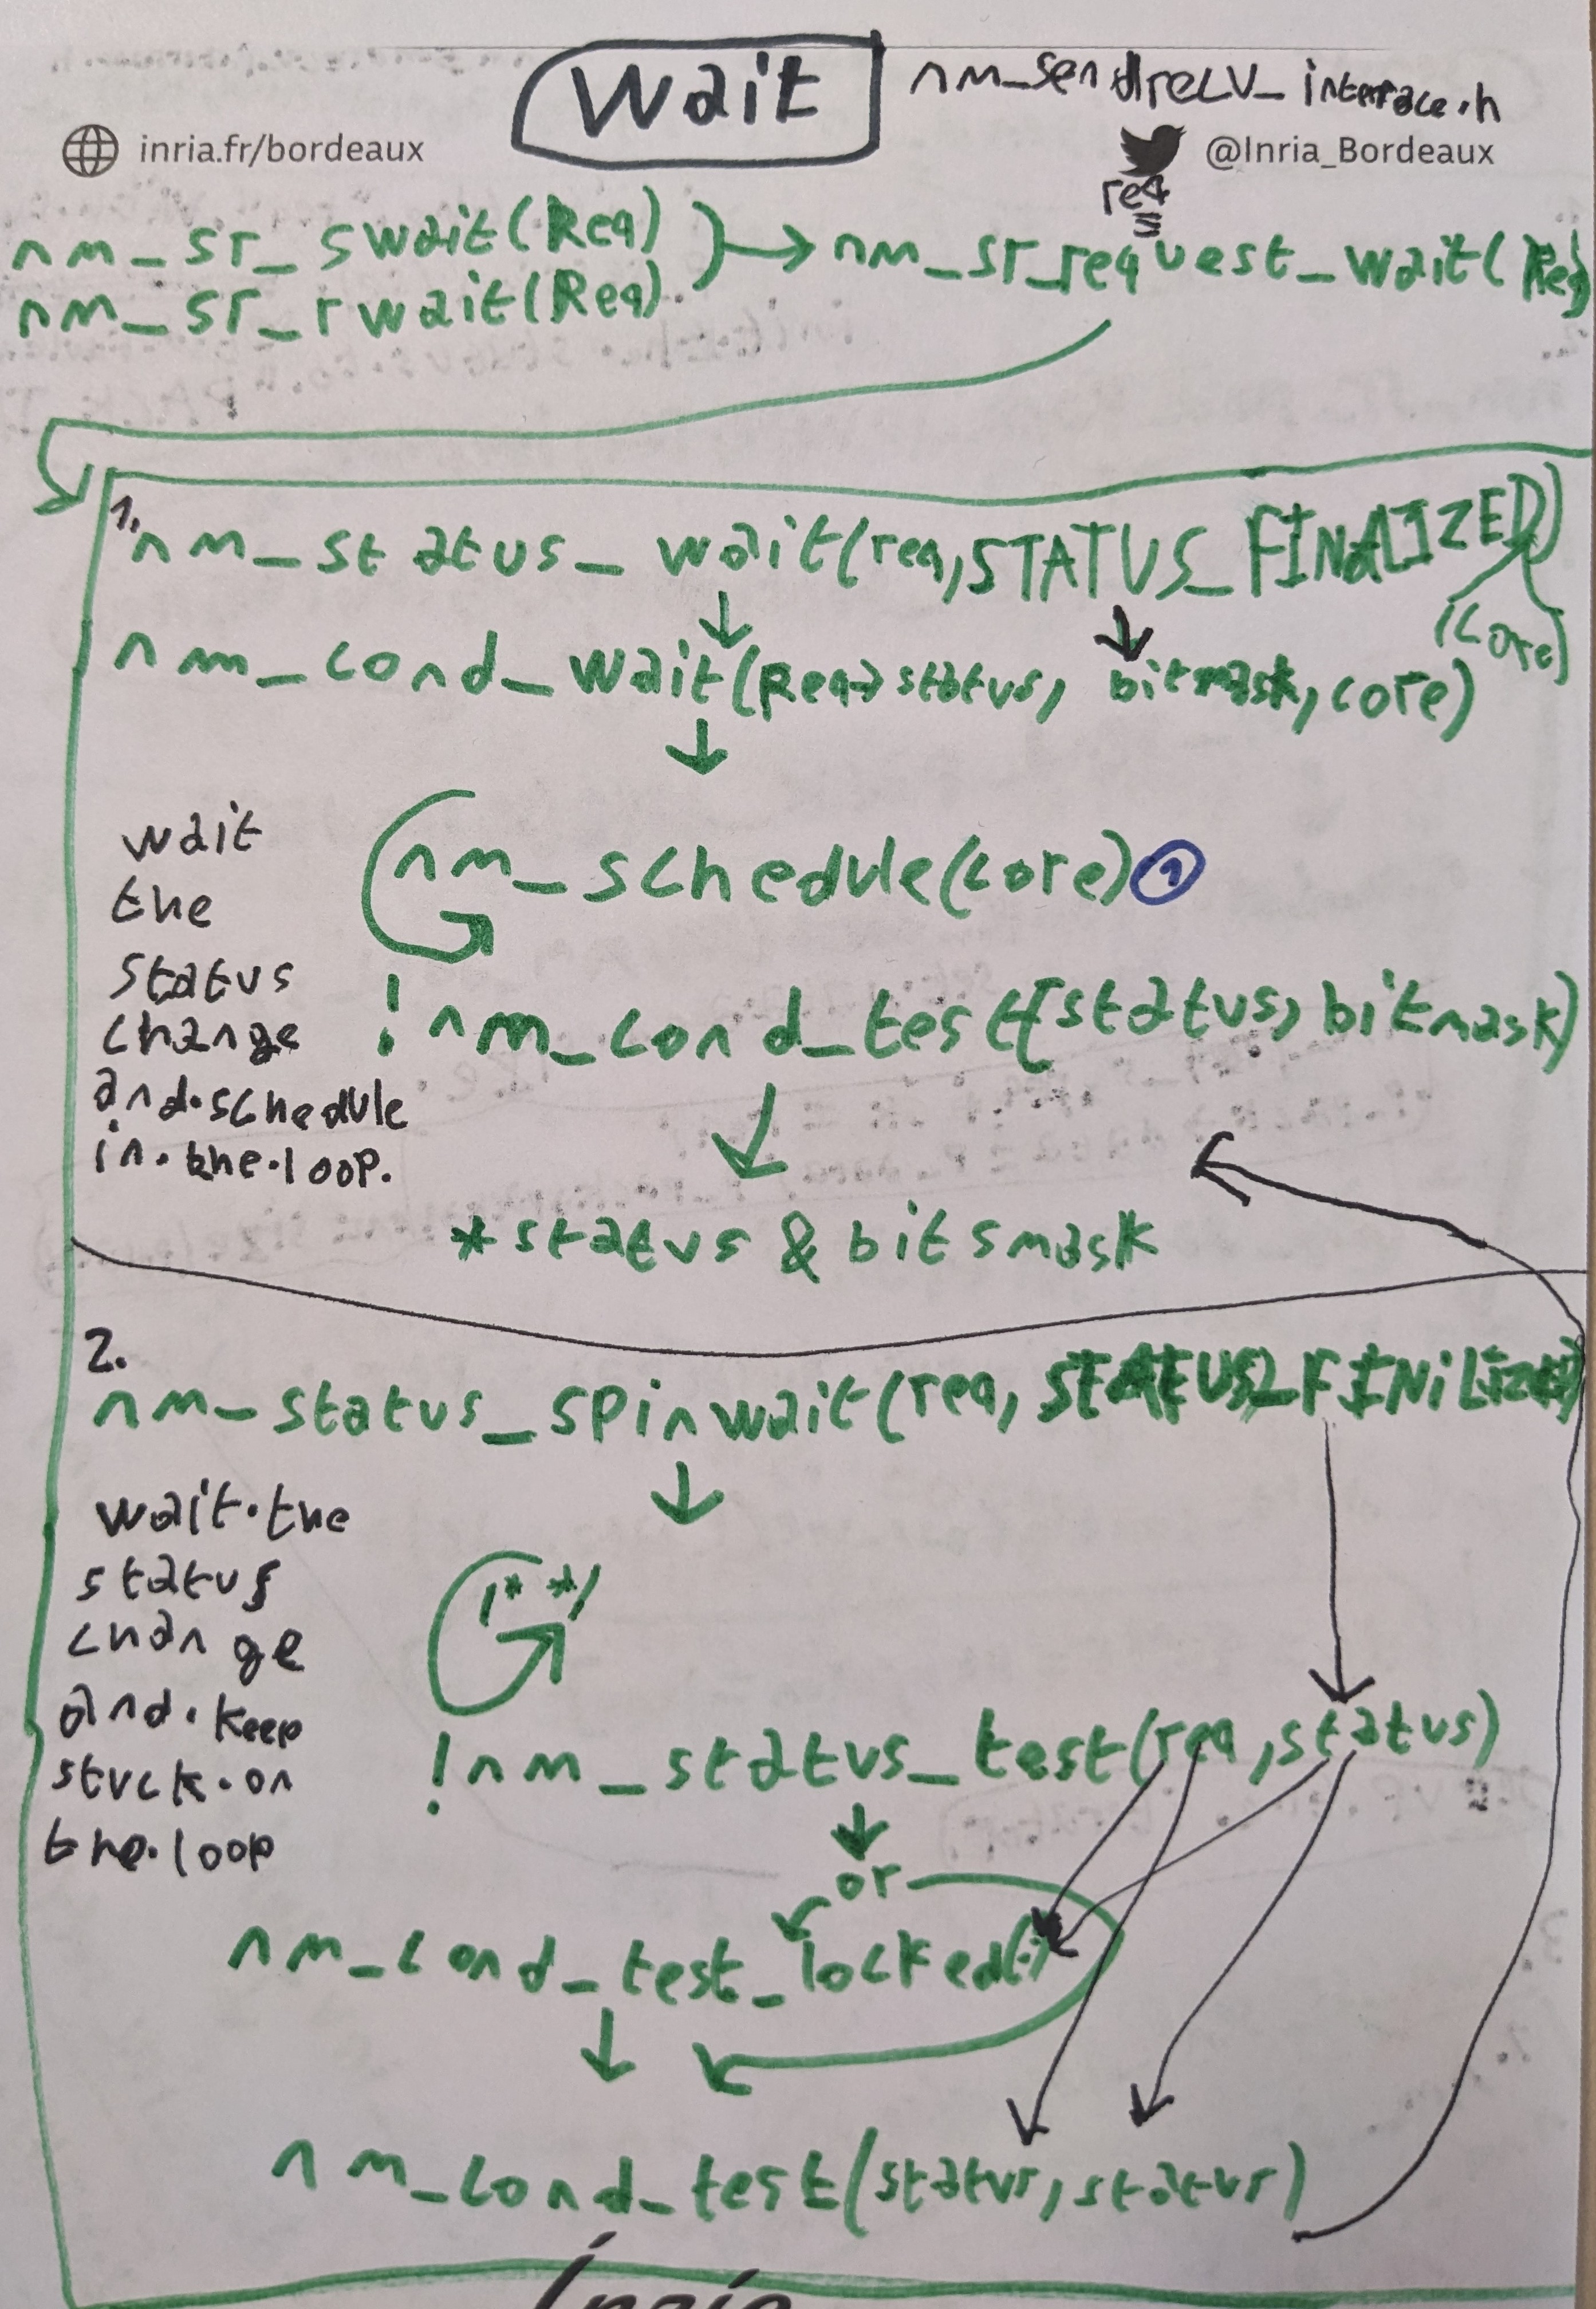 Wait
nm_sendrecv_interface.h
inria.fr/bordeaux
@Inria_Bordeaux
req
nm_sr_swait(Req)
nm_sr_rwait(Req)
→ nm_sr_request_wait(Req)
1.
nm_status_wait(req,STATUS_FINALIZED)
(core)
nm_cond_wait(Req→status, bitmask,core)
wait
the
status
change
and.schedule
in.the.loop.
nm_schedule(core) 1
!nm_cond_test(status, bitmask)
*status & bitsmask
2.
nm_status_spinwait(req, STATUS_FINiLizED)
wait.the
status
change
and.keep
stuck.on
the.loop
/* */
!nm_status_test(req,status)
or
nm_cond_test_locked(.)
nm_cond_test(status,status)
Inria